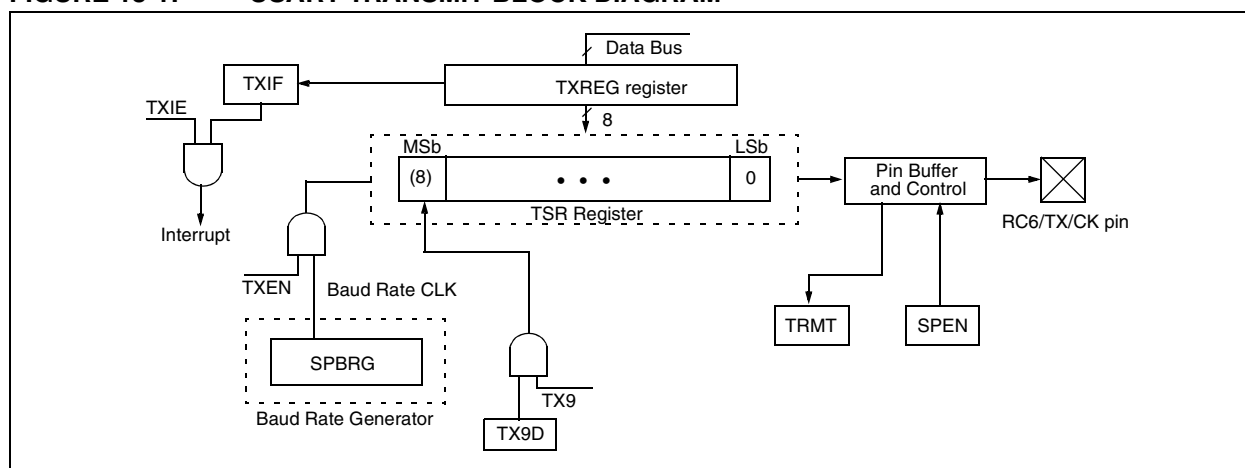 Data Bus
TXIF
TXREG register
TXIE
8
MSb
LSb
(8)
• • •
0
Pin Buffer
and Control
TSR Register
Interrupt
RC6/TX/CK pin
TXEN
Baud Rate CLK
TRMT
SPEN
SPBRG
TX9
Baud Rate Generator
TX9D